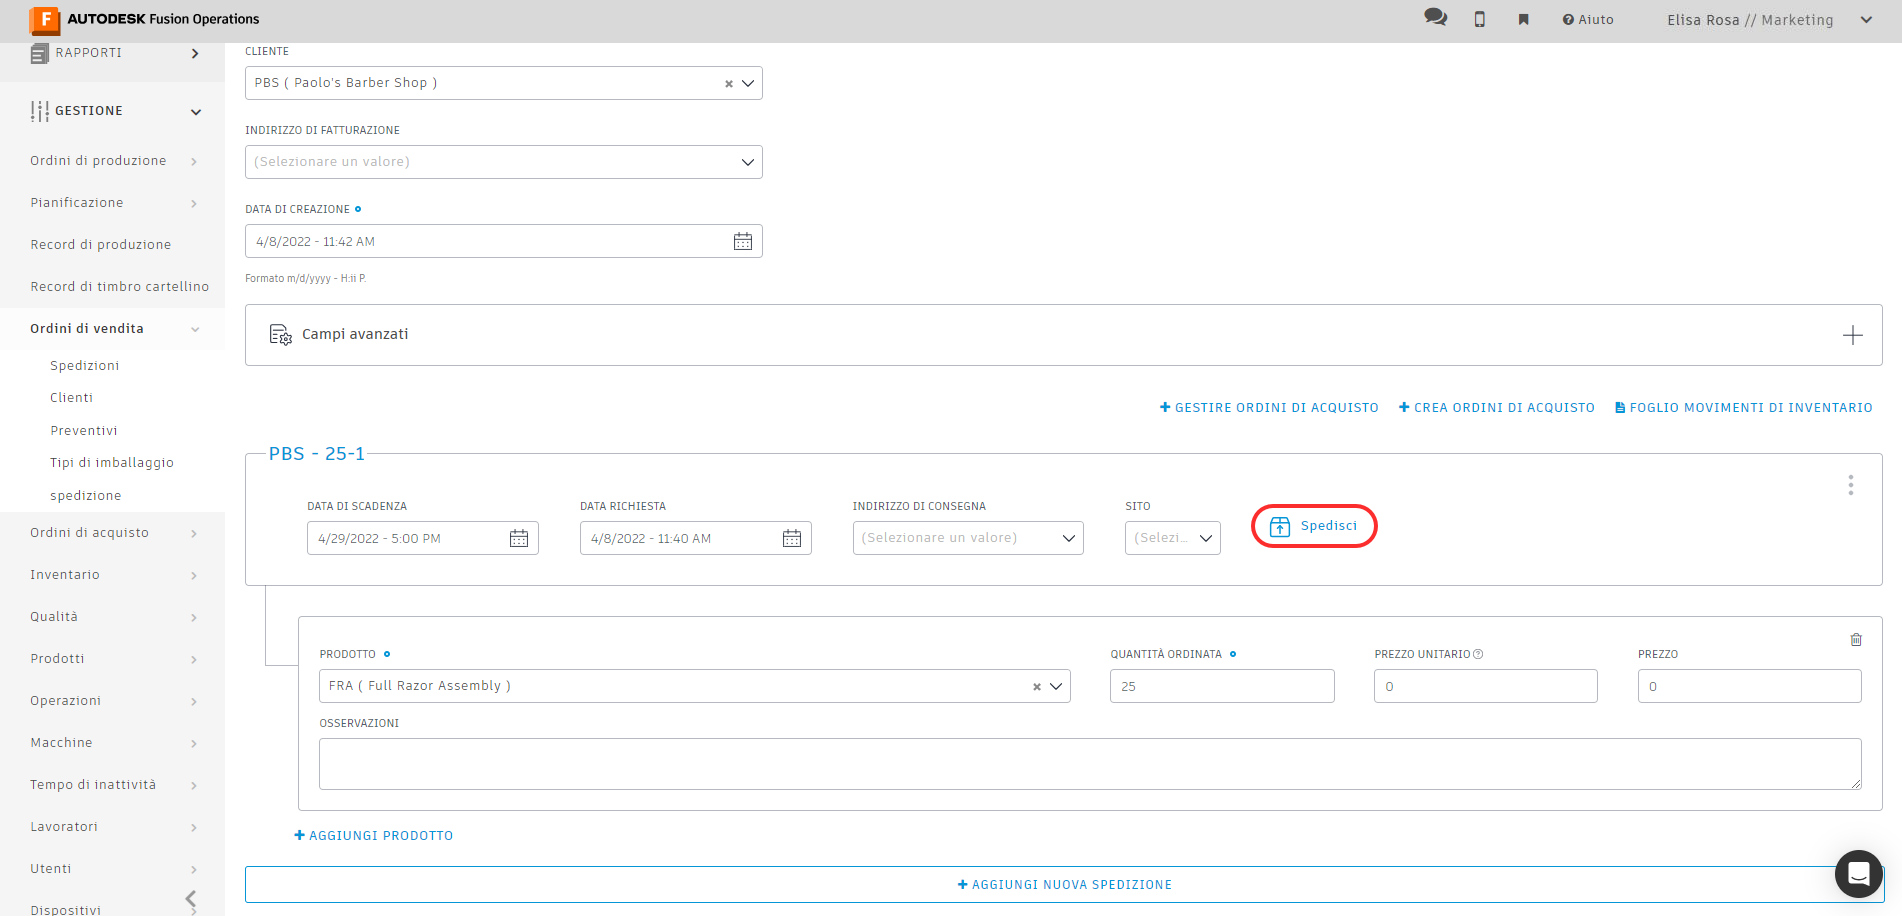 F AUTODESK Fusion Operations
Aiuto
Elisa Rosa // Marketing
RAPPORTI
GESTIONE
Ordini di produzione
Pianificazione
Record di produzione
Record di timbro cartellino
Ordini di vendita
Spedizioni
Clienti
Preventivi
Tipi di imballaggio
spedizione
Ordini di acquisto
Inventario
Qualità
Prodotti
Operazioni
Macchine
Tempo di inattività
Lavoratori
Utenti
Dispositivi
CLIENTE
PBS ( Paolo's Barber Shop )
INDIRIZZO DI FATTURAZIONE
(Selezionare un valore)
DATA DI CREAZIONE
4/8/2022 - 11:42 AM
Formato m/d/yyyy - H:ii P.
Campi avanzati
GESTIRE ORDINI DI ACQUISTO
CREA ORDINI DI ACQUISTO
FOGLIO MOVIMENTI DI INVENTARIO
PBS - 25-1
DATA DI SCADENZA
4/29/2022 - 5:00 PM
DATA RICHIESTA
4/8/2022 - 11:40 AM
INDIRIZZO DI CONSEGNA
(Selezionare un valore)
SITO
(Selezi...
Spedisci
PRODOTTO
FRA ( Full Razor Assembly )
QUANTITÀ ORDINATA
25
PREZZO UNITARIO
0
PREZZO
0
OSSERVAZIONI
AGGIUNGI PRODOTTO
AGGIUNGI NUOVA SPEDIZIONE